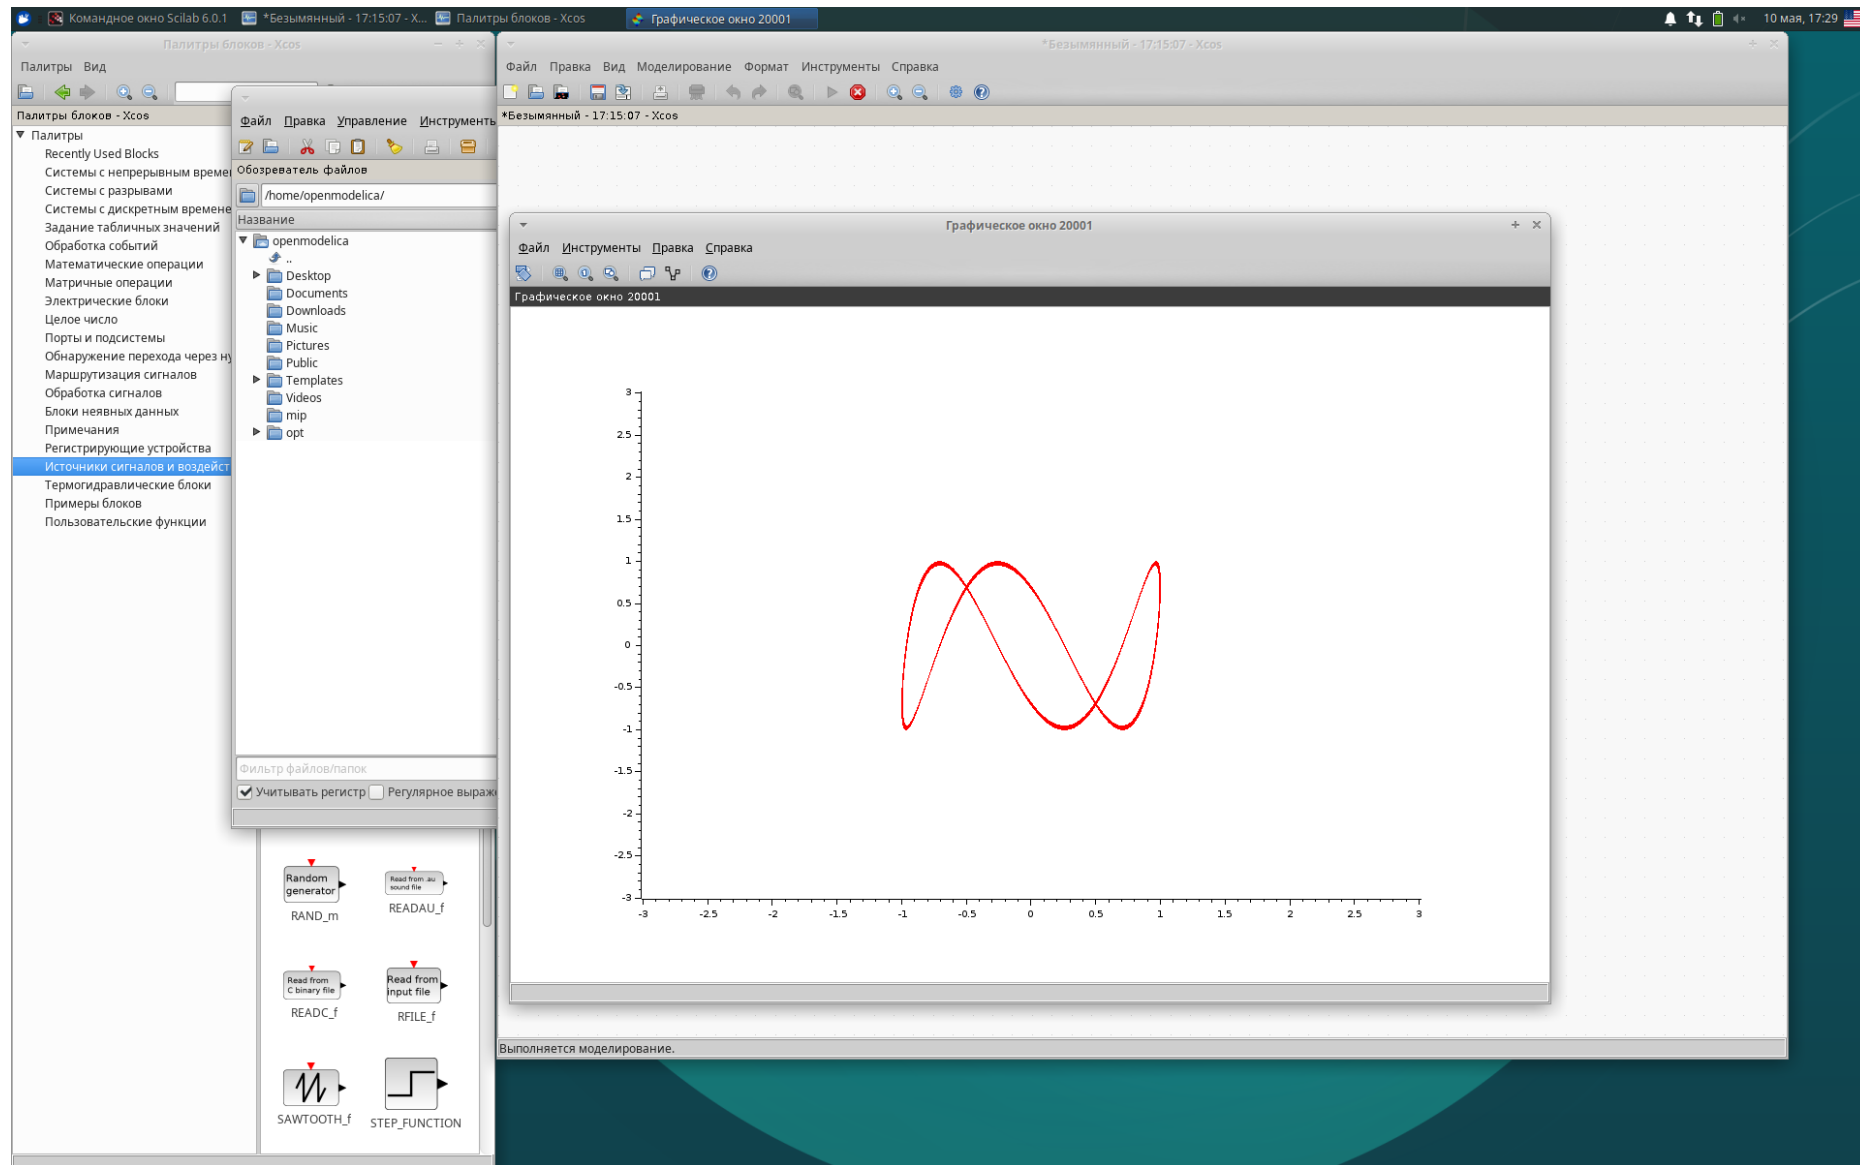 Командное окно Scilab 6.0.1
*Безымянный - 17:15:07 - X...
Палитры блоков - Xcos
Графическое окно 20001
10 мая, 17:29
Палитры блоков - Xcos
Палитры Вид
Палитры блоков - Xcos
Палитры
Recently Used Blocks
Системы с непрерывным време
Системы с разрывами
Системы с дискретным времене
Задание табличных значений
Обработка событий
Математические операции
Матричные операции
Электрические блоки
Целое число
Порты и подсистемы
Обнаружение перехода через ну
Маршрутизация сигналов
Обработка сигналов
Блоки неявных данных
Примечания
Регистрирующие устройства
Источники сигналов и воздейст
Термогидравлические блоки
Примеры блоков
Пользовательские функции
Файл Правка Управление Инструменть
Обозреватель файлов
/home/openmodelica/
Название
openmodelica
..
Desktop
Documents
Downloads
Music
Pictures
Public
Templates
Videos
mip
opt
Фильтр файлов/папок
Учитывать регистр Регулярное выраж
Random
generator
RAND_m
Read from .au
sound file
READAU_f
Read from
C binary file
READC_f
Read from
input file
RFILE_f
SAWTOOTH_f
STEP_FUNCTION
*Безымянный - 17:15:07 - Xcos
Файл Правка Вид Моделирование Формат Инструменты Справка
*Безымянный - 17:15:07 - Xcos
Графическое окно 20001
Файл Инструменты Правка Справка
Графическое окно 20001
3
2.5
2
1.5
1
0.5
0
-0.5
-1
-1.5
-2
-2.5
-3
-3 -2.5 -2 -1.5 -1 -0.5 0 0.5 1 1.5 2 2.5 3
Выполняется моделирование.